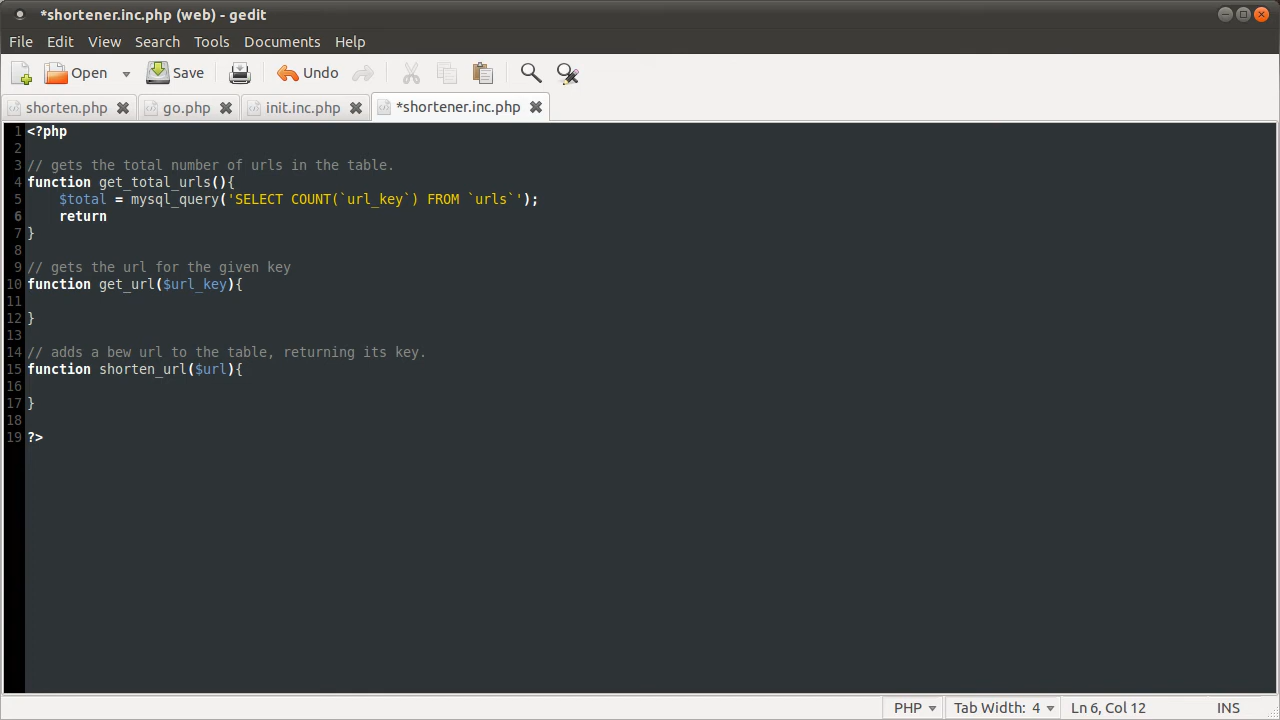 *shortener.inc.php (web) - gedit
File Edit View Search Tools Documents Help
Open Save Undo
shorten.php go.php init.inc.php *shortener.inc.php
1 <?php
2
3 // gets the total number of urls in the table.
4 function get_total_urls(){
5     $total = mysql_query('SELECT COUNT(`url_key`) FROM `urls`');
6     return
7 }
8
9 // gets the url for the given key
10 function get_url($url_key){
11
12 }
13
14 // adds a bew url to the table, returning its key.
15 function shorten_url($url){
16
17 }
18
19 ?>
PHP Tab Width: 4 Ln 6, Col 12 INS